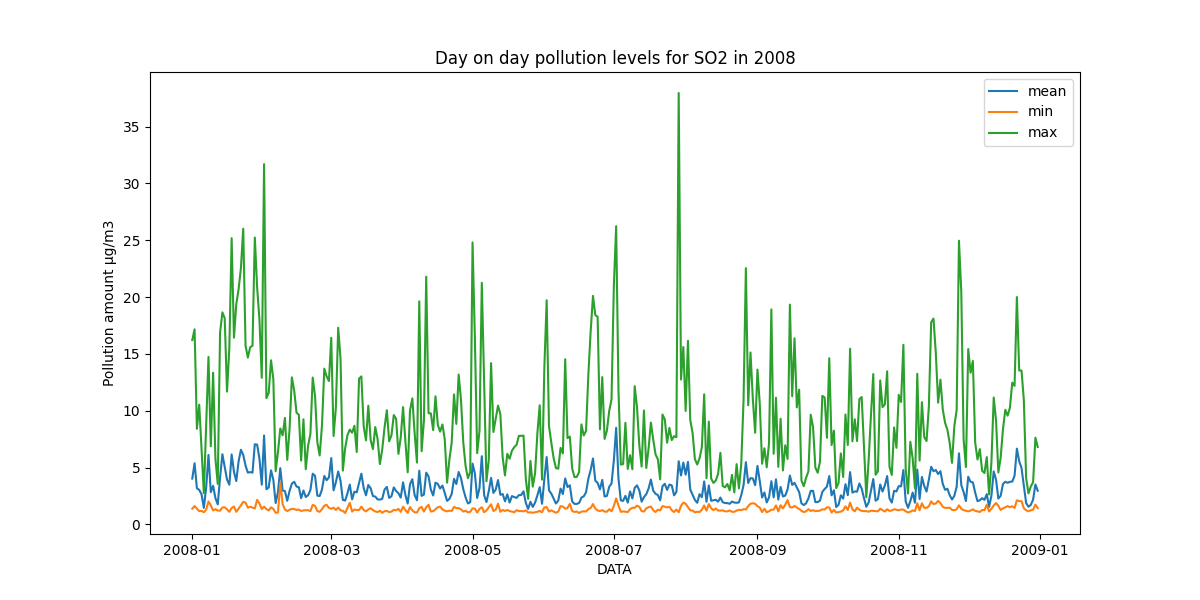 Day on day pollution levels for SO2 in 2008
mean
min
max
35
30
25
20
15
10
5
0
Pollution amount µg/m3
2008-01 2008-03 2008-05 2008-07 2008-09 2008-11 2009-01
DATA